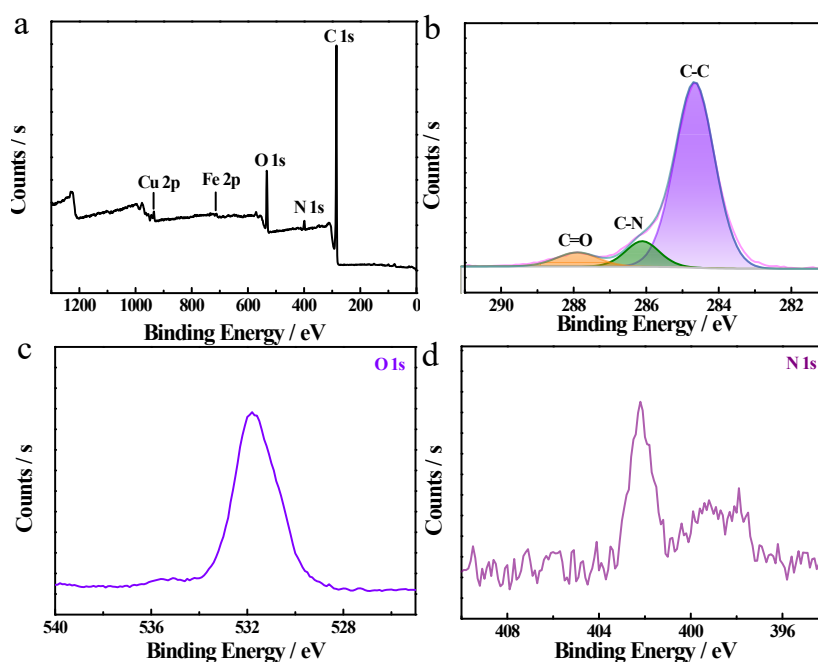 a
C 1s
O 1s
Cu 2p
Fe 2p
N 1s
Counts / s
1200 1000 800 600 400 200 0
Binding Energy / eV
b
C-C
C-N
C=O
Counts / s
290 288 286 284 282
Binding Energy / eV
c
O 1s
Counts / s
540 536 532 528
Binding Energy / eV
d
N 1s
Counts / s
408 404 400 396
Binding Energy / eV